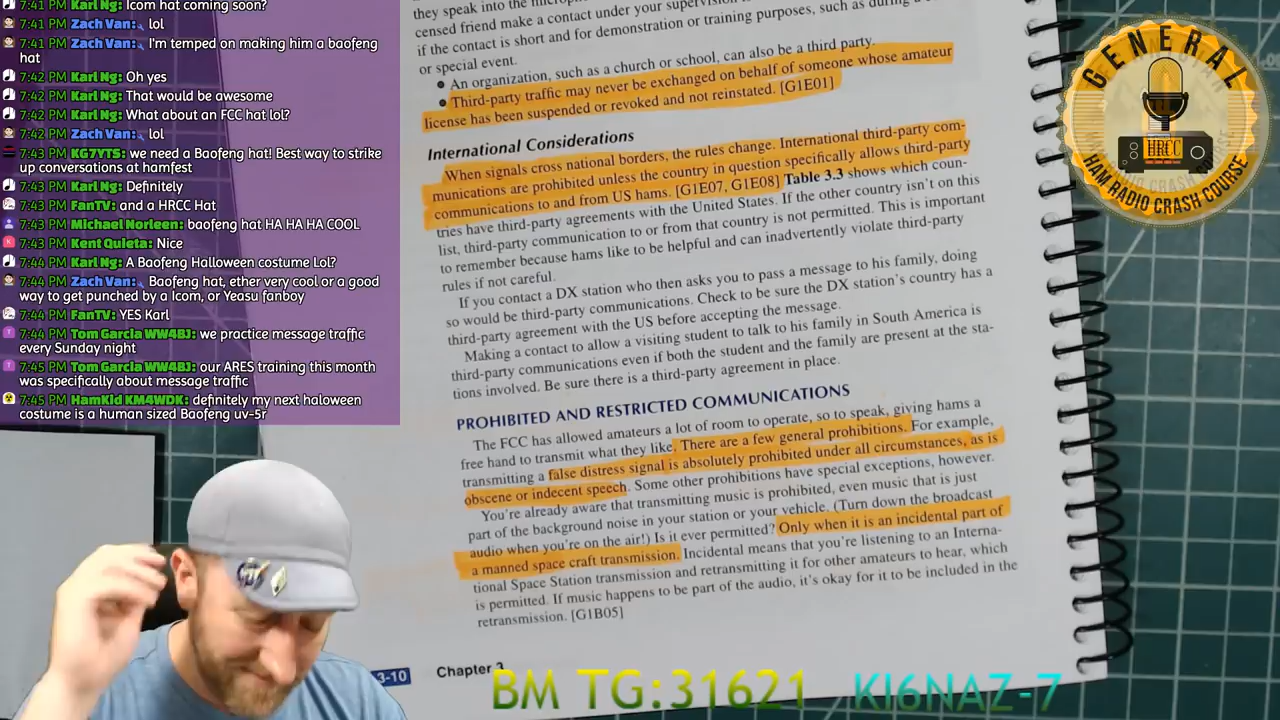 7:41 PM Karl Ng: Icom hat coming soon?
7:41 PM Zach Van: lol
7:41 PM Zach Van: I'm temped on making him a baofeng
hat
7:42 PM Karl Ng: Oh yes
7:42 PM Karl Ng: That would be awesome
7:42 PM Karl Ng: What about an FCC hat lol?
7:42 PM Zach Van: lol
7:43 PM KG7YTS: we need a Baofeng hat! Best way to strike
up conversations at hamfest
7:43 PM Karl Ng: Definitely
7:43 PM FanTV: and a HRCC Hat
7:43 PM Michael Norleen: baofeng hat HA HA HA COOL
7:43 PM Kent Quieta: Nice
7:44 PM Karl Ng: A Baofeng Halloween costume Lol?
7:44 PM Zach Van: Baofeng hat, ether very cool or a good
way to get punched by a Icom, or Yeasu fanboy
7:44 PM FanTV: YES Karl
7:44 PM Tom Garcia WW4BJ: we practice message traffic
every Sunday night
7:45 PM Tom Garcia WW4BJ: our ARES training this month
was specifically about message traffic
7:45 PM HamKid KM4WDK: definitely my next haloween
costume is a human sized Baofeng uv-5r
they speak into the
censed friend make a contact under your
if the contact is short and for demonstration or training purposes, such as during a
or special event.
• An organization, such as a church or school, can also be a third party.
• Third-party traffic may never be exchanged on behalf of someone whose amateur
license has been suspended or revoked and not reinstated. [G1E01]
International Considerations
When signals cross national borders, the rules change. International third-party com-
munications are prohibited unless the country in question specifically allows third-party
communications to and from US hams. [G1E07, G1E08] Table 3.3 shows which coun-
tries have third-party agreements with the United States. If the other country isn't on this
list, third-party communication to or from that country is not permitted. This is important
to remember because hams like to be helpful and can inadvertently violate third-party
rules if not careful.
If you contact a DX station who then asks you to pass a message to his family, doing
so would be third-party communications. Check to be sure the DX station's country has a
third-party agreement with the US before accepting the message.
Making a contact to allow a visiting student to talk to his family in South America is
third-party communications even if both the student and the family are present at the sta-
tions involved. Be sure there is a third-party agreement in place.
PROHIBITED AND RESTRICTED COMMUNICATIONS
The FCC has allowed amateurs a lot of room to operate, so to speak, giving hams a
free hand to transmit what they like. There are a few general prohibitions. For example,
transmitting a false distress signal is absolutely prohibited under all circumstances, as is
obscene or indecent speech. Some other prohibitions have special exceptions, however.
You're already aware that transmitting music is prohibited, even music that is just
part of the background noise in your station or your vehicle. (Turn down the broadcast
audio when you're on the air!) Is it ever permitted? Only when it is an incidental part of
a manned space craft transmission. Incidental means that you're listening to an Interna-
tional Space Station transmission and retransmitting it for other amateurs to hear, which
is permitted. If music happens to be part of the audio, it's okay for it to be included in the
retransmission. [G1B05]
3-10 Chapter 3
GENERAL
HRCC
HAM RADIO CRASH COURSE
BM TG:31621 KI6NAZ-7